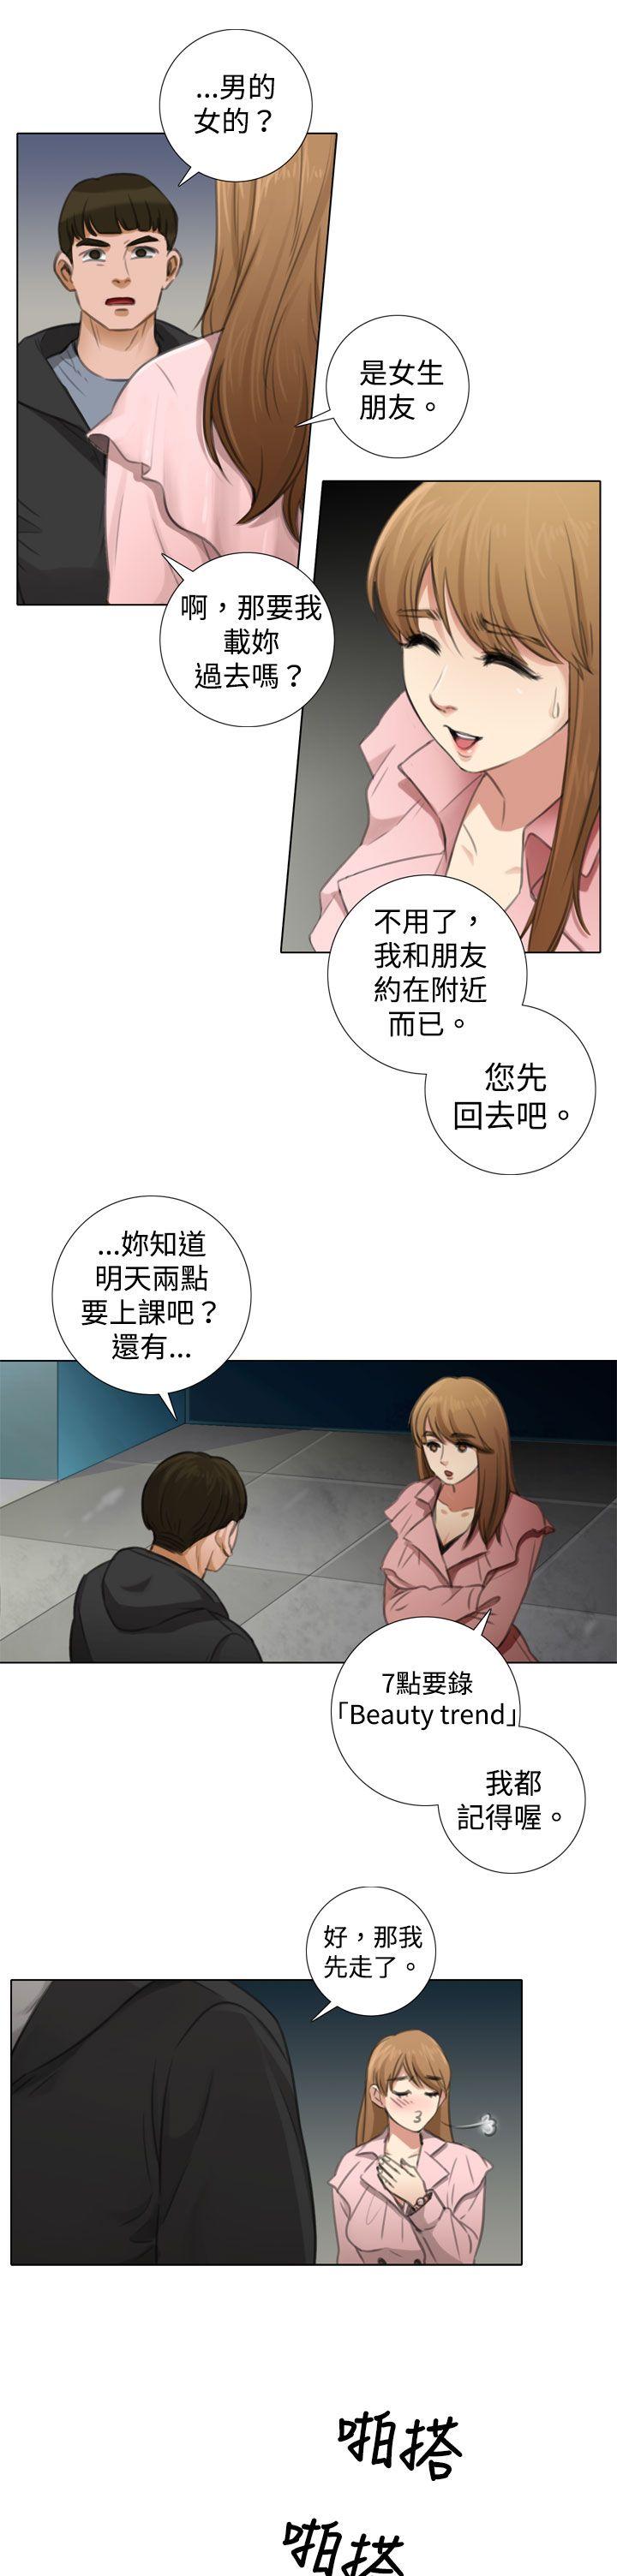 ...男的
女的？
是女生
朋友。
啊，那要我
載妳
過去嗎？
不用了，
我和朋友
約在附近
而已。
您先
回去吧。
...妳知道
明天兩點
要上課吧？
還有...
7點要錄
「Beauty trend」
我都
記得喔。
好，那我
先走了。
啪搭
啪搭